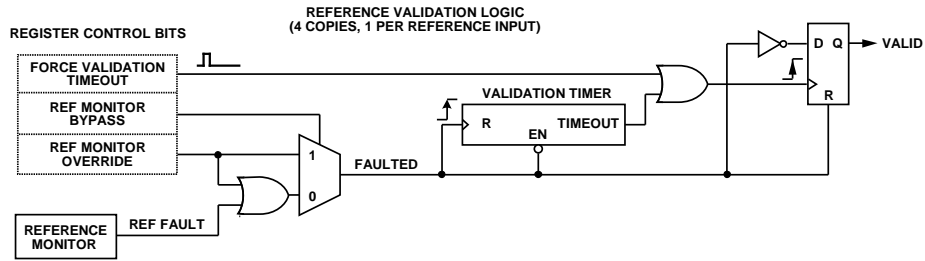 REFERENCE VALIDATION LOGIC
(4 COPIES, 1 PER REFERENCE INPUT)
REGISTER CONTROL BITS
FORCE VALIDATION
TIMEOUT
REF MONITOR
BYPASS
REF MONITOR
OVERRIDE
REFERENCE
MONITOR
REF FAULT
1
0
FAULTED
VALIDATION TIMER
R
EN
TIMEOUT
D Q
R
VALID